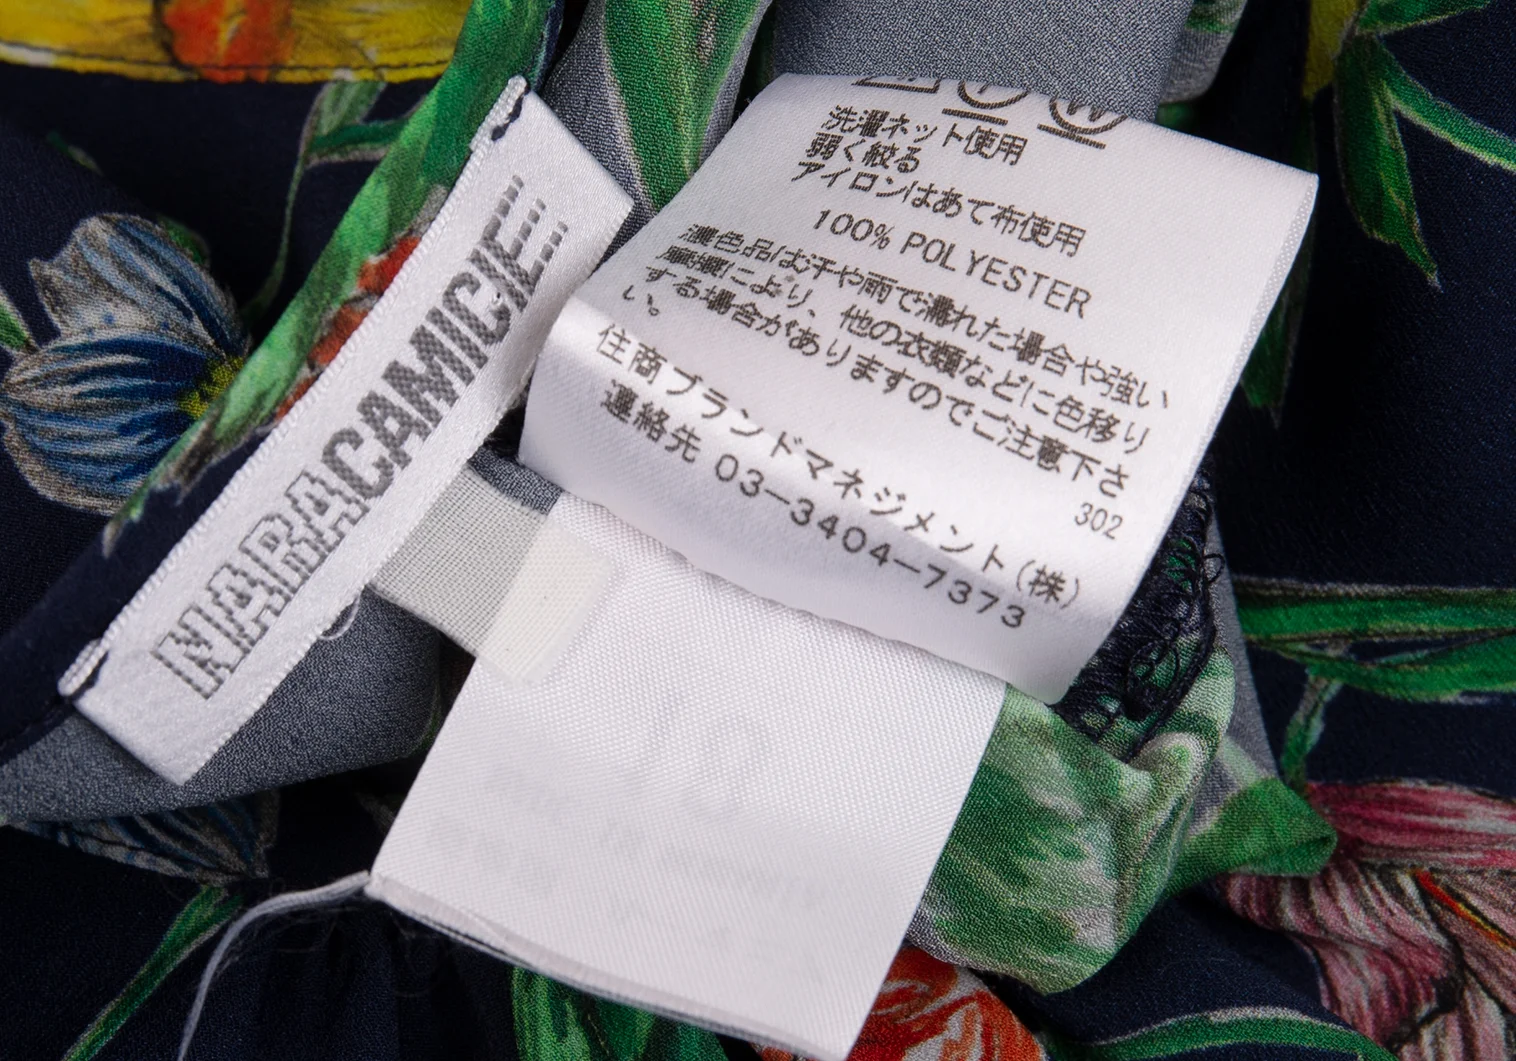 NARACAMICIE
洗濯ネット使用
弱く絞る
アイロンはあて布使用
100% POLYESTER
濃色品は汗や雨で濡れた場合や強い
摩擦により、他の衣類などに色移り
する場合がありますのでご注意下さ
い。
302
住商ブランドマネジメント(株)
連絡先 03-3404-7373